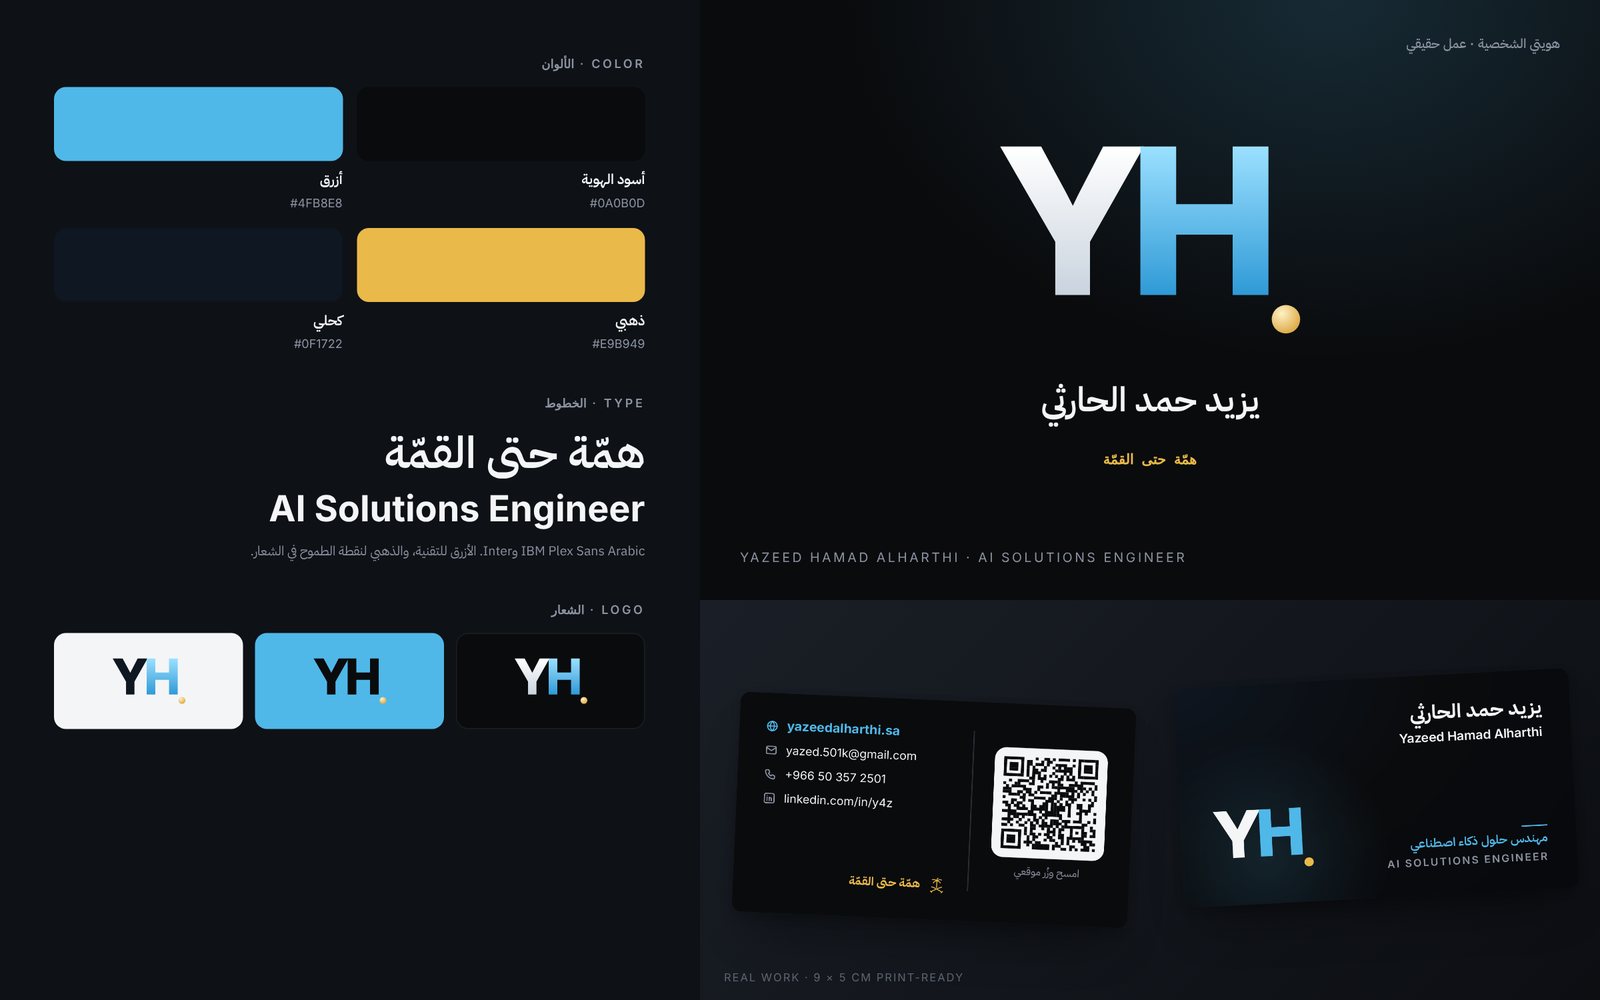 COLOR · الألوان
أزرق
#4FB8E8
أسود الهوية
#0A0B0D
كحلي
#0F1722
ذهبي
#E9B949
TYPE · الخطوط
همّة حتى القمّة
AI Solutions Engineer
IBM Plex Sans Arabic وInter. الأزرق للتقنية، والذهبي لنقطة الطموح في الشعار.
LOGO · الشعار
YH.
YH.
YH.
هويتي الشخصية · عمل حقيقي
YH.
يزيد حمد الحارثي
همّة حتى القمّة
YAZEED HAMAD ALHARTHI · AI SOLUTIONS ENGINEER
yazeedalharthi.sa
yazed.501k@gmail.com
+966 50 357 2501
linkedin.com/in/y4z
همّة حتى القمّة
امسح وزُر موقعي
يزيد حمد الحارثي
Yazeed Hamad Alharthi
YH.
مهندس حلول ذكاء اصطناعي
AI SOLUTIONS ENGINEER
REAL WORK · 9 × 5 CM PRINT-READY